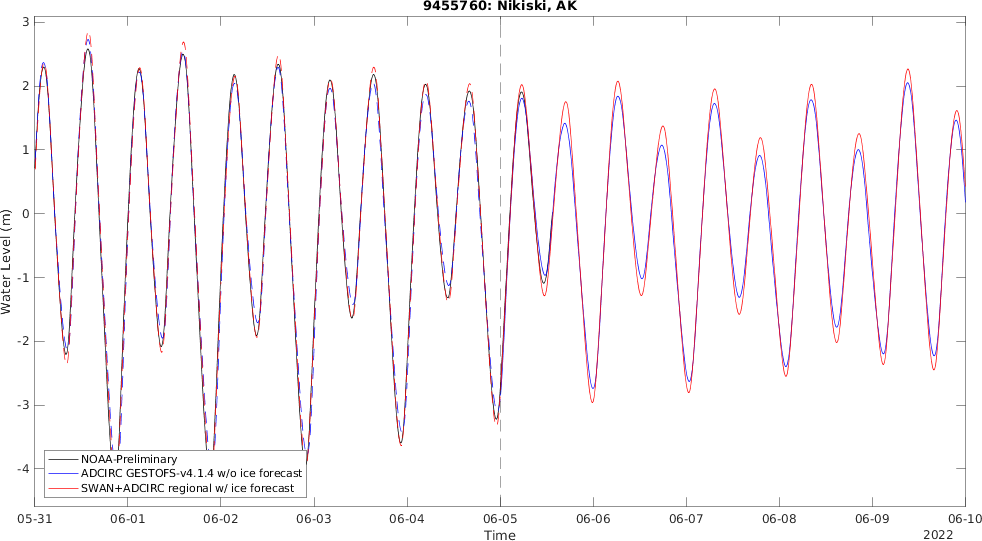 9455760: Nikiski, AK
3
2
1
0
-1
-2
-3
-4
Water Level (m)
NOAA-Preliminary
ADCIRC GESTOFS-v4.1.4 w/o ice forecast
SWAN+ADCIRC regional w/ ice forecast
05-31 06-01 06-02 06-03 06-04 06-05 06-06 06-07 06-08 06-09 06-10
Time
2022